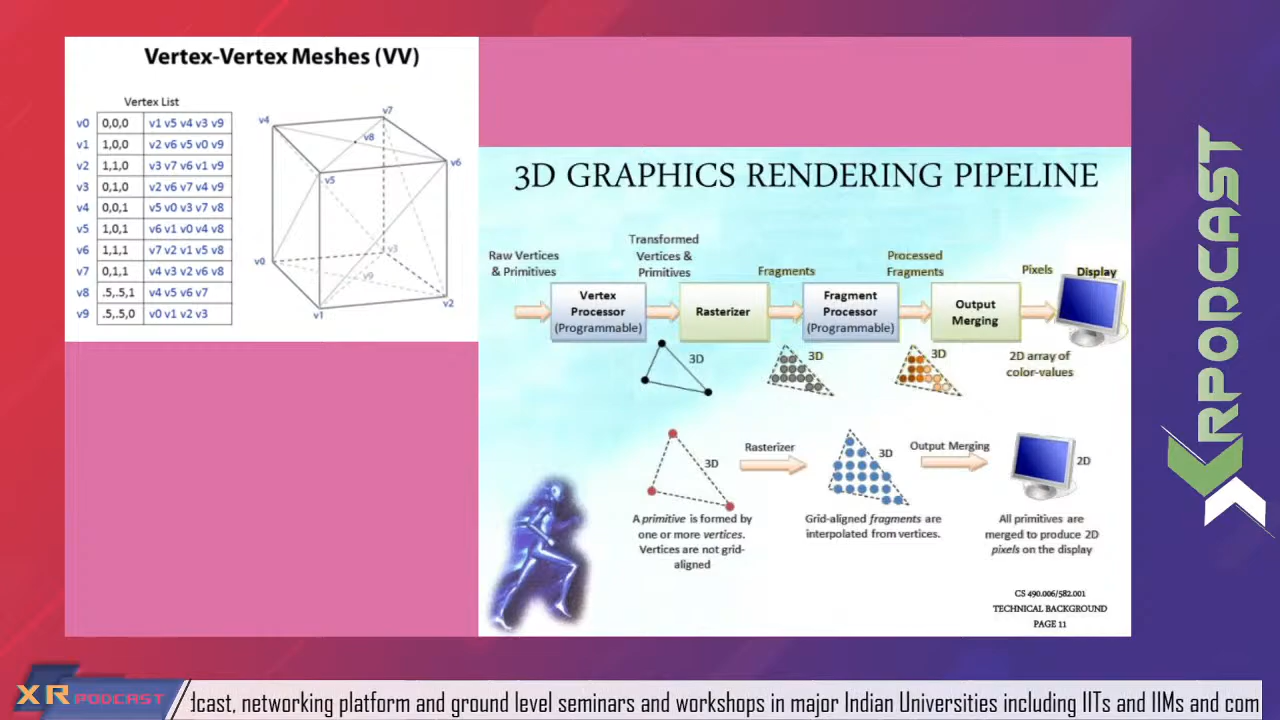 Vertex-Vertex Meshes (VV)
Vertex List
v0 0,0,0 v1 v5 v4 v3 v9
v1 1,0,0 v2 v6 v5 v0 v9
v2 1,1,0 v3 v7 v6 v1 v9
v3 0,1,0 v2 v6 v7 v4 v9
v4 0,0,1 v5 v0 v3 v7 v8
v5 1,0,1 v6 v1 v0 v4 v8
v6 1,1,1 v7 v2 v1 v5 v8
v7 0,1,1 v4 v3 v2 v6 v8
v8 .5,.5,1 v4 v5 v6 v7
v9 .5,.5,0 v0 v1 v2 v3
v7
v4
v8
v6
v5
v3
v0
v9
v2
v1
3D GRAPHICS RENDERING PIPELINE
Raw Vertices
& Primitives
Transformed
Vertices &
Primitives
Fragments
Processed
Fragments
Pixels
Display
Vertex
Processor
(Programmable)
Rasterizer
Fragment
Processor
(Programmable)
Output
Merging
3D
3D
3D
2D array of
color-values
3D
Rasterizer
3D
Output Merging
2D
A primitive is formed by
one or more vertices.
Vertices are not grid-
aligned
Grid-aligned fragments are
interpolated from vertices.
All primitives are
merged to produce 2D
pixels on the display
CS 490.006/582.001
TECHNICAL BACKGROUND
PAGE 11
XRPODCAST
XR PODCAST
dcast, networking platform and ground level seminars and workshops in major Indian Universities including IITs and IIMs and com